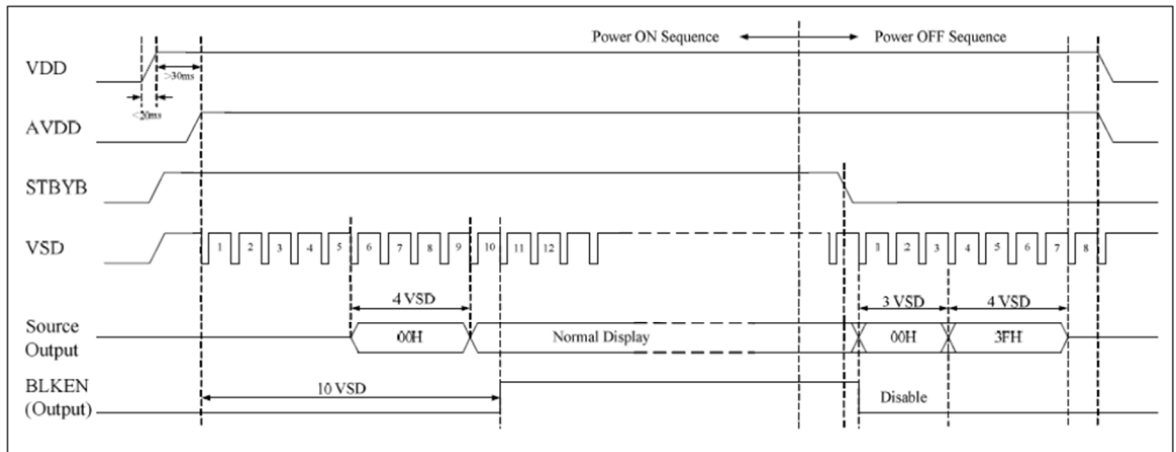 Power ON Sequence
Power OFF Sequence
VDD
>30ms
<20ms
AVDD
STBYB
VSD
1 2 3 4 5 6 7 8 9 10 11 12
1 2 3 4 5 6 7 8
4 VSD
3 VSD
4 VSD
Source
Output
00H
Normal Display
00H
3FH
BLKEN
(Output)
10 VSD
Disable